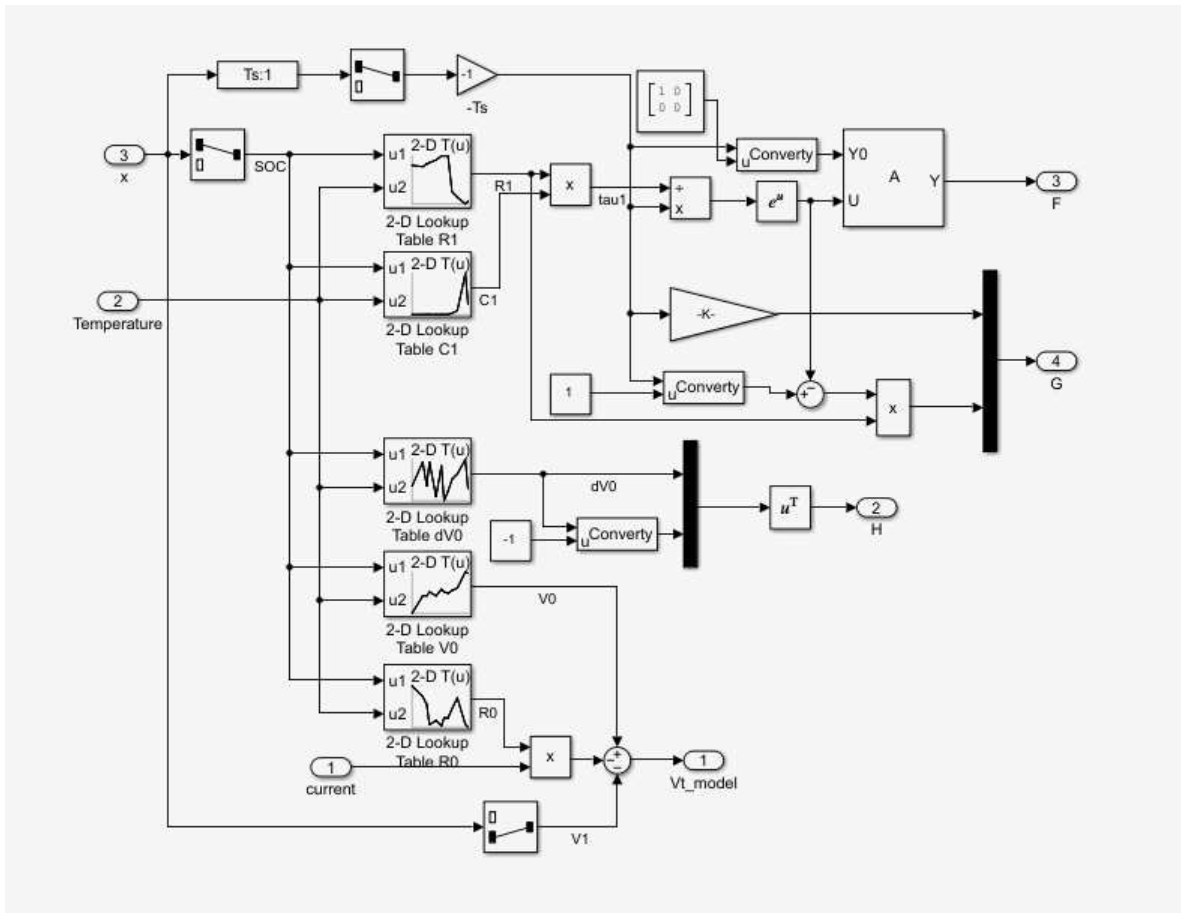 Ts:1
-1
-Ts
1 0
0 0
u Converty
Y0
A
Y
U
3
F
3
x
SOC
2-D T(u)
u1
u2
2-D Lookup
Table R1
R1
x
tau1
÷
x
e^u
2-D T(u)
u1
u2
C1
2-D Lookup
Table C1
2
Temperature
-K-
4
G
1
u Converty
+
−
x
2-D T(u)
u1
u2
2-D Lookup
Table dV0
dV0
-1
u Converty
u^T
2
H
2-D T(u)
u1
u2
2-D Lookup
Table V0
V0
2-D T(u)
u1
u2
2-D Lookup
Table R0
R0
1
current
x
+
−
−
1
Vt_model
V1